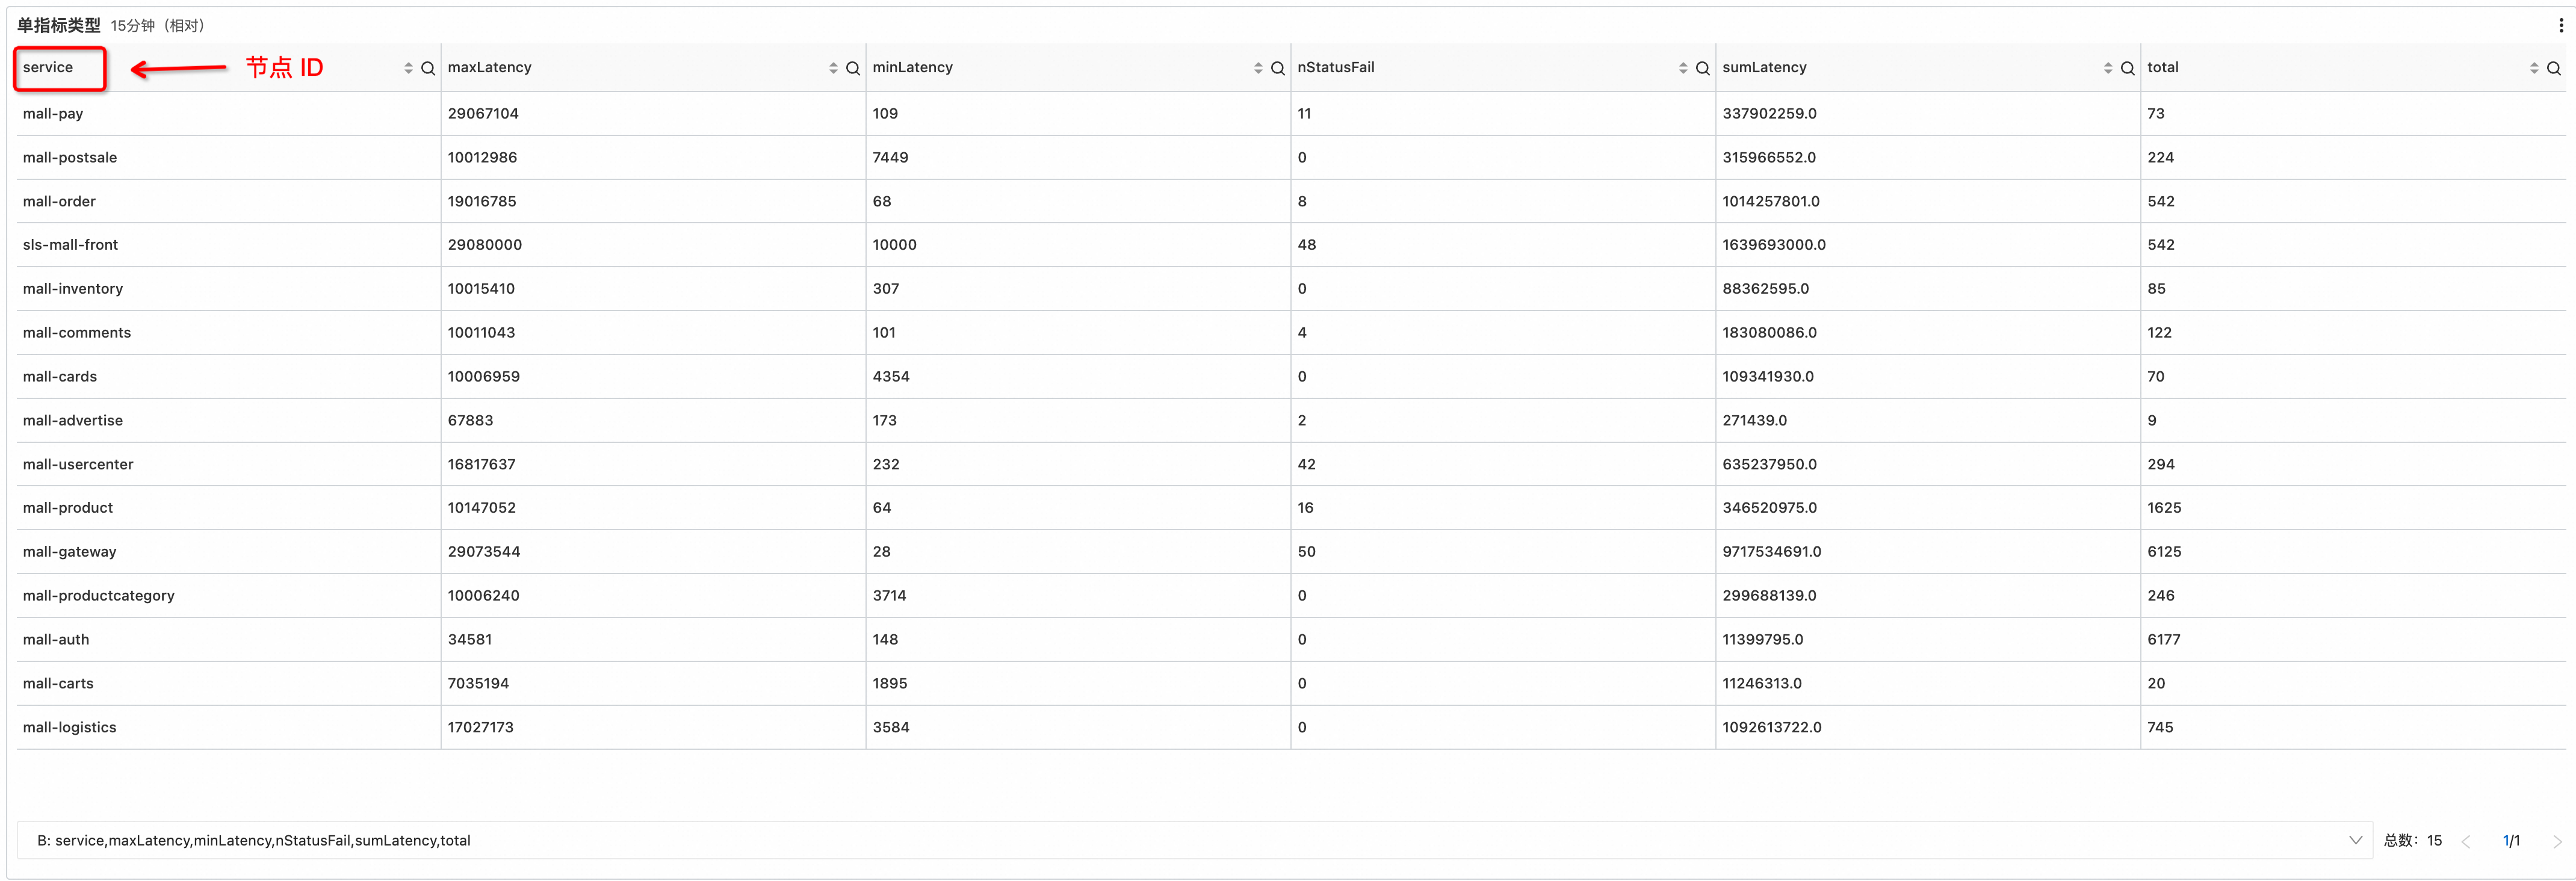 单指标类型 15分钟（相对）
service 节点 ID maxLatency minLatency nStatusFail sumLatency total
mall-pay 29067104 109 11 337902259.0 73
mall-postsale 10012986 7449 0 315966552.0 224
mall-order 19016785 68 8 1014257801.0 542
sls-mall-front 29080000 10000 48 1639693000.0 542
mall-inventory 10015410 307 0 88362595.0 85
mall-comments 10011043 101 4 183080086.0 122
mall-cards 10006959 4354 0 109341930.0 70
mall-advertise 67883 173 2 271439.0 9
mall-usercenter 16817637 232 42 635237950.0 294
mall-product 10147052 64 16 346520975.0 1625
mall-gateway 29073544 28 50 9717534691.0 6125
mall-productcategory 10006240 3714 0 299688139.0 246
mall-auth 34581 148 0 11399795.0 6177
mall-carts 7035194 1895 0 11246313.0 20
mall-logistics 17027173 3584 0 1092613722.0 745
B: service,maxLatency,minLatency,nStatusFail,sumLatency,total 总数：15 1/1